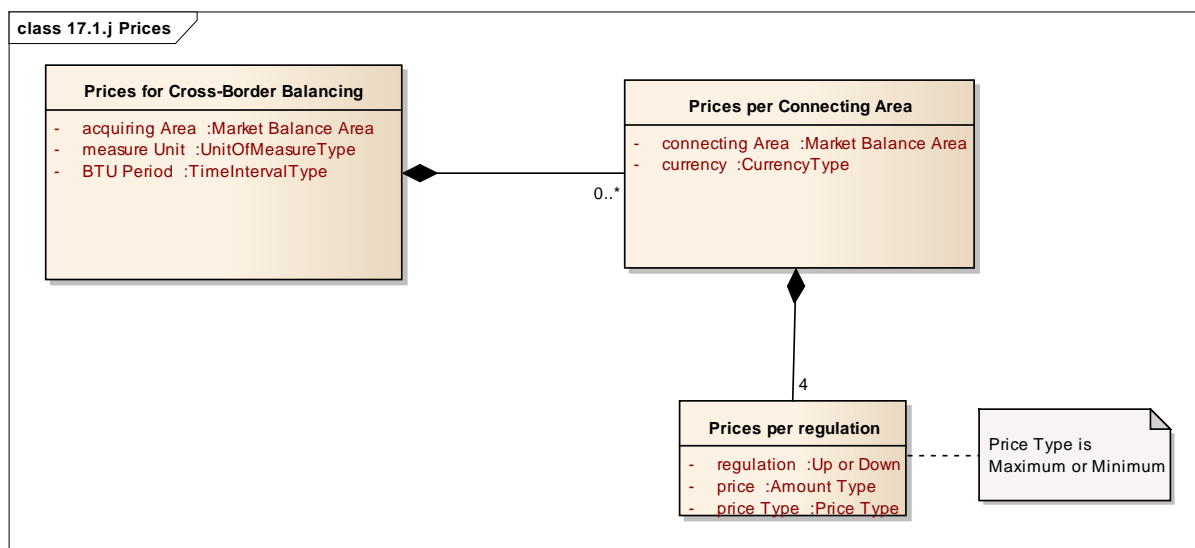 class 17.1.j Prices
Prices for Cross-Border Balancing
- acquiring Area :Market Balance Area
- measure Unit :UnitOfMeasureType
- BTU Period :TimeIntervalType
0..*
Prices per Connecting Area
- connecting Area :Market Balance Area
- currency :CurrencyType
4
Prices per regulation
- regulation :Up or Down
- price :Amount Type
- price Type :Price Type
Price Type is
Maximum or Minimum